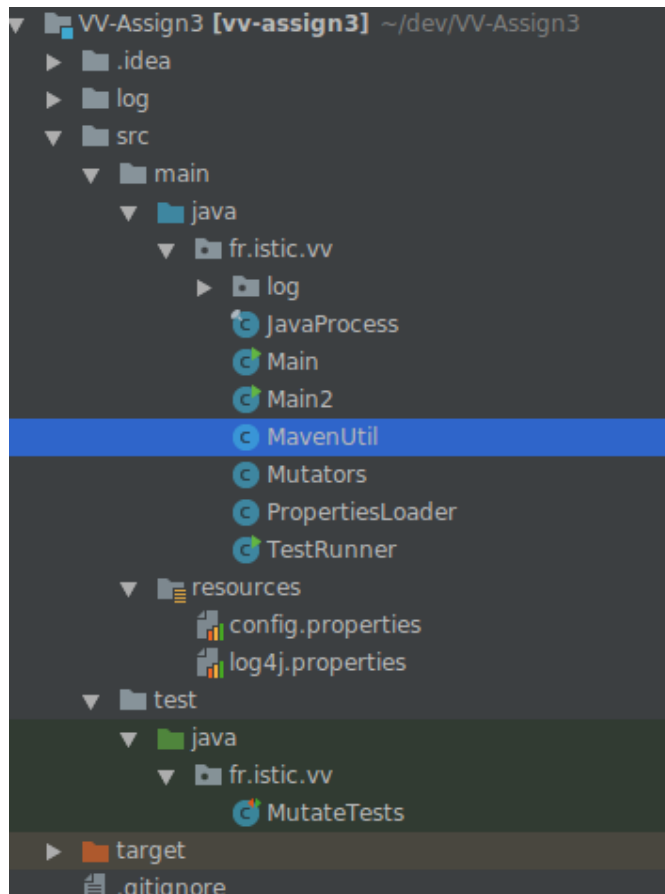 VV-Assign3 [vv-assign3] ~/dev/VV-Assign3
.idea
log
src
main
java
fr.istic.vv
log
JavaProcess
Main
Main2
MavenUtil
Mutators
PropertiesLoader
TestRunner
resources
config.properties
log4j.properties
test
java
fr.istic.vv
MutateTests
target
.gitignore